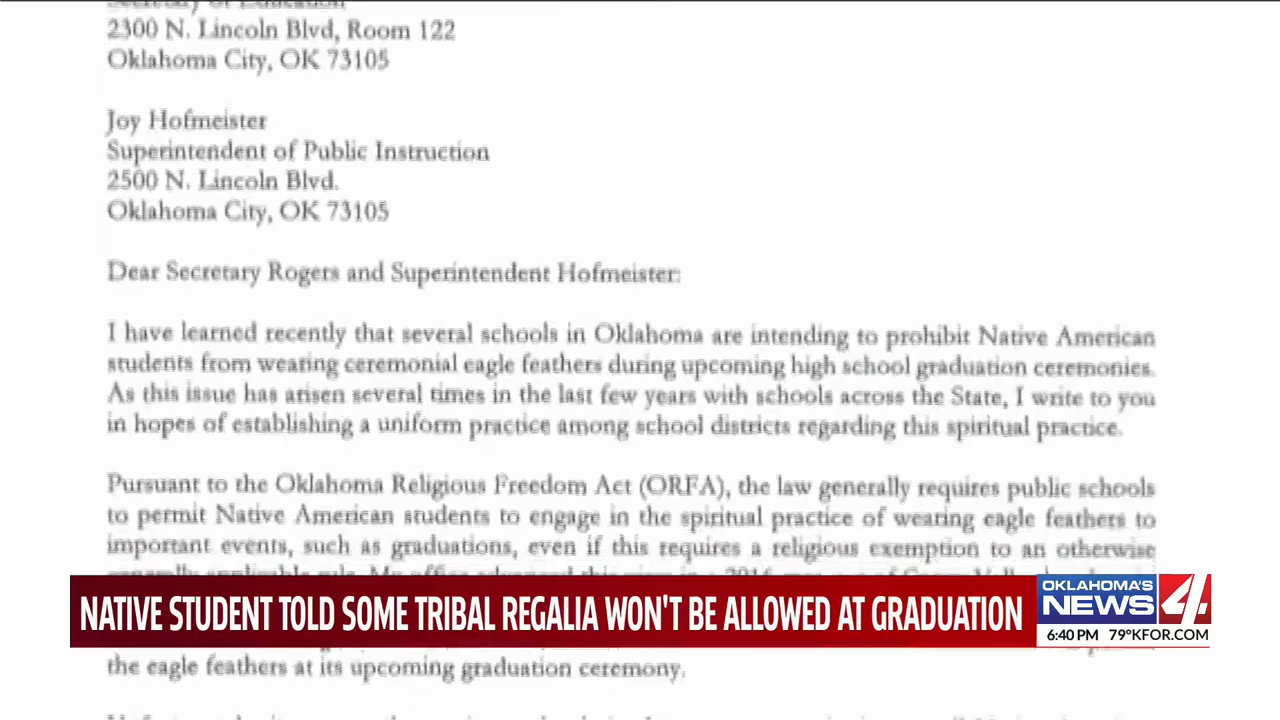 Secretary of Education
2300 N. Lincoln Blvd, Room 122
Oklahoma City, OK 73105
Joy Hofmeister
Superintendent of Public Instruction
2500 N. Lincoln Blvd.
Oklahoma City, OK 73105
Dear Secretary Rogers and Superintendent Hofmeister:
I have learned recently that several schools in Oklahoma are intending to prohibit Native American
students from wearing ceremonial eagle feathers during upcoming high school graduation ceremonies.
As this issue has arisen several times in the last few years with schools across the State, I write to you
in hopes of establishing a uniform practice among school districts regarding this spiritual practice.
Pursuant to the Oklahoma Religious Freedom Act (ORFA), the law generally requires public schools
to permit Native American students to engage in the spiritual practice of wearing eagle feathers to
important events, such as graduations, even if this requires a religious exemption to an otherwise
NATIVE STUDENT TOLD SOME TRIBAL REGALIA WON'T BE ALLOWED AT GRADUATION
OKLAHOMA'S
NEWS 4
6:40 PM 79° KFOR.COM
the eagle feathers at its upcoming graduation ceremony.